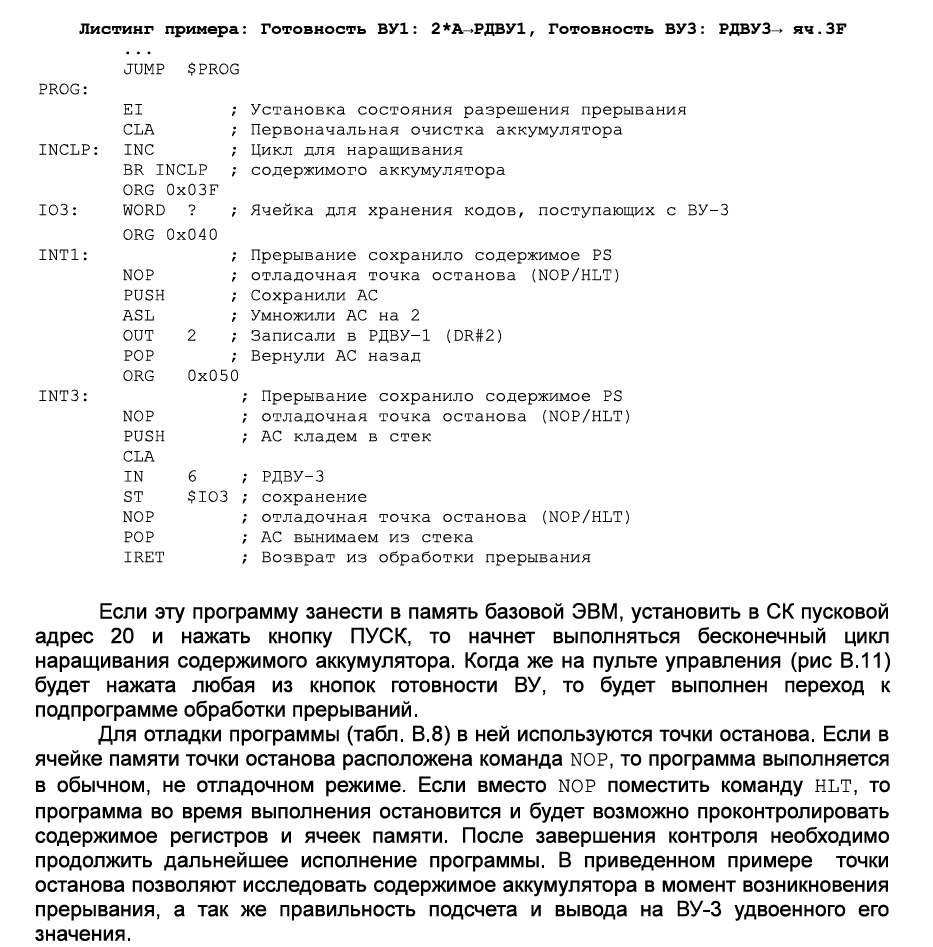 Листинг примера: Готовность ВУ1: 2*А→РДВУ1, Готовность ВУ3: РДВУ3→ яч.3F
...
JUMP $PROG
PROG:
EI ; Установка состояния разрешения прерывания
CLA ; Первоначальная очистка аккумулятора
INCLP: INC ; Цикл для наращивания
BR INCLP ; содержимого аккумулятора
ORG 0x03F
IO3: WORD ? ; Ячейка для хранения кодов, поступающих с ВУ-3
ORG 0x040
INT1: ; Прерывание сохранило содержимое PS
NOP ; отладочная точка останова (NOP/HLT)
PUSH ; Сохранили АС
ASL ; Умножили АС на 2
OUT 2 ; Записали в РДВУ-1 (DR#2)
POP ; Вернули АС назад
ORG 0x050
INT3: ; Прерывание сохранило содержимое PS
NOP ; отладочная точка останова (NOP/HLT)
PUSH ; АС кладем в стек
CLA
IN 6 ; РДВУ-3
ST $IO3 ; сохранение
NOP ; отладочная точка останова (NOP/HLT)
POP ; АС вынимаем из стека
IRET ; Возврат из обработки прерывания
Если эту программу занести в память базовой ЭВМ, установить в СК пусковой
адрес 20 и нажать кнопку ПУСК, то начнет выполняться бесконечный цикл
наращивания содержимого аккумулятора. Когда же на пульте управления (рис В.11)
будет нажата любая из кнопок готовности ВУ, то будет выполнен переход к
подпрограмме обработки прерываний.
Для отладки программы (табл. В.8) в ней используются точки останова. Если в
ячейке памяти точки останова расположена команда NOP, то программа выполняется
в обычном, не отладочном режиме. Если вместо NOP поместить команду HLT, то
программа во время выполнения остановится и будет возможно проконтролировать
содержимое регистров и ячеек памяти. После завершения контроля необходимо
продолжить дальнейшее исполнение программы. В приведенном примере точки
останова позволяют исследовать содержимое аккумулятора в момент возникновения
прерывания, а так же правильность подсчета и вывода на ВУ-3 удвоенного его
значения.